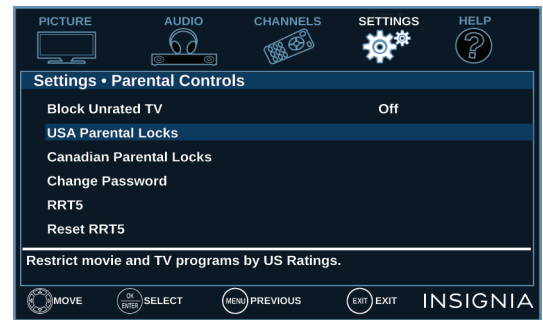 PICTURE AUDIO CHANNELS SETTINGS HELP
Settings • Parental Controls
Block Unrated TV Off
USA Parental Locks
Canadian Parental Locks
Change Password
RRT5
Reset RRT5
Restrict movie and TV programs by US Ratings.
MOVE OK ENTER SELECT MENU PREVIOUS EXIT EXIT INSIGNIA